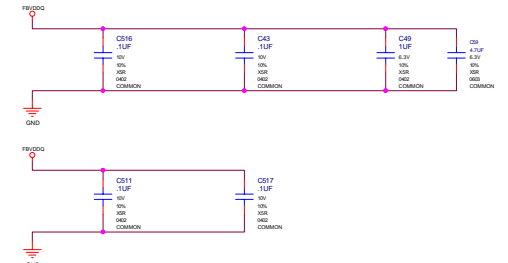 FBVDDQ
C516
.1UF
10V
10%
X5R
0402
COMMON
C43
.1UF
10V
10%
X5R
0402
COMMON
C49
1UF
6.3V
10%
X5R
0402
COMMON
C59
4.7UF
6.3V
10%
X5R
0603
COMMON
GND
FBVDDQ
C511
.1UF
10V
10%
X5R
0402
COMMON
C517
.1UF
10V
10%
X5R
0402
COMMON